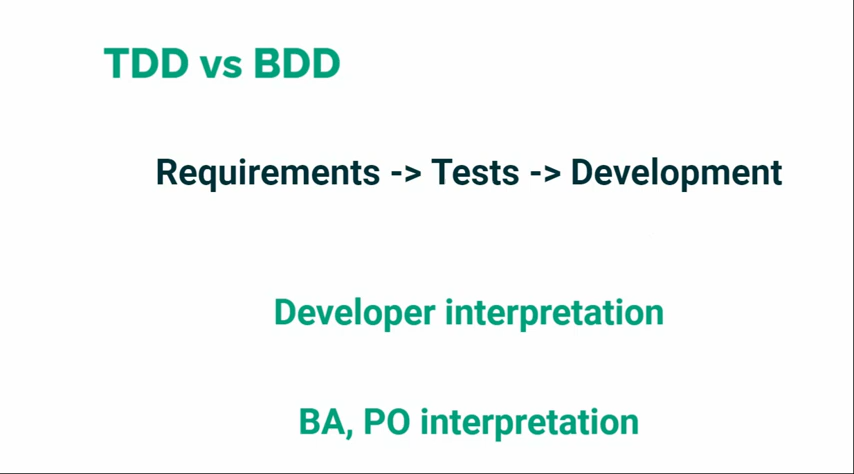 TDD vs BDD
Requirements -> Tests -> Development
Developer interpretation
BA, PO interpretation